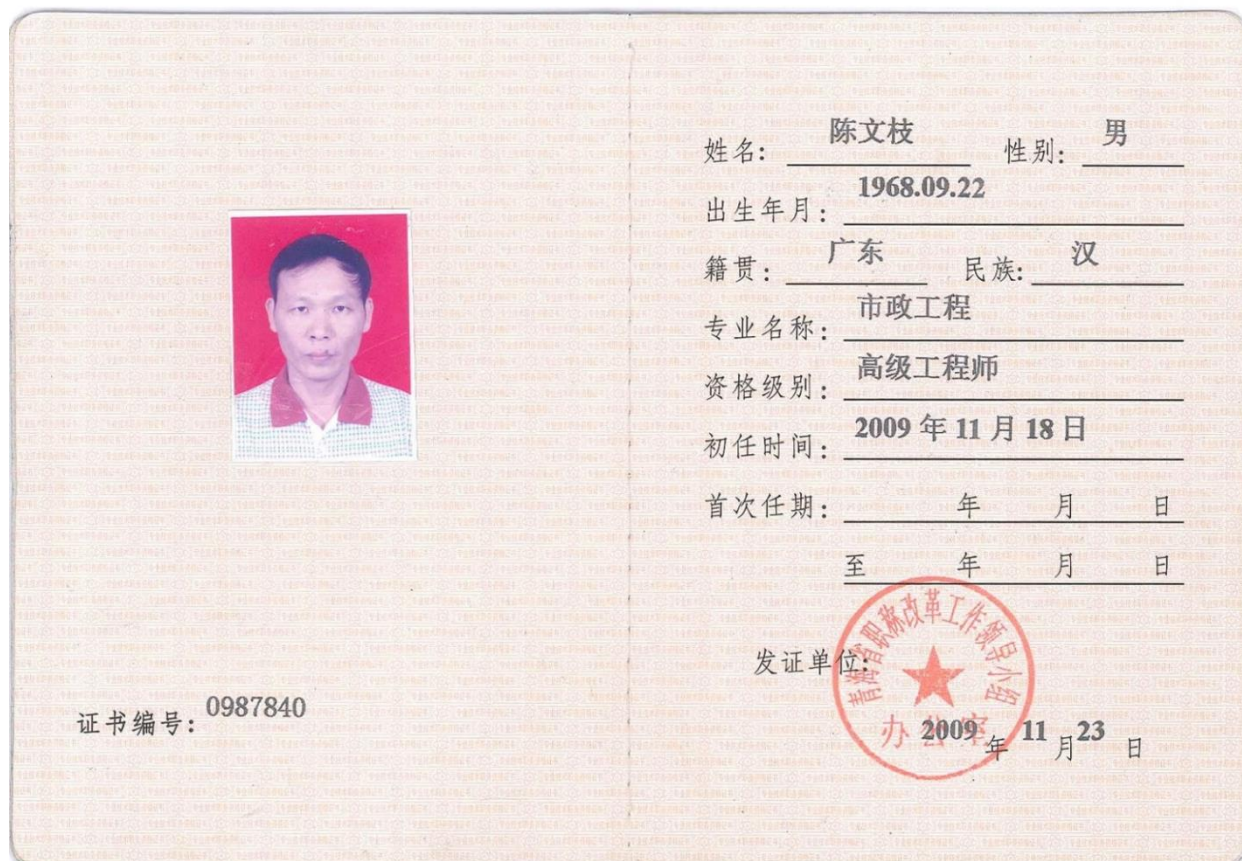 证书编号：0987840
姓名：陈文枝 性别：男
出生年月：1968.09.22
籍贯：广东 民族：汉
专业名称：市政工程
资格级别：高级工程师
初任时间：2009 年 11 月 18 日
首次任期： 年 月 日
至 年 月 日
发证单位：
青海省职称改革工作领导小组
办公室
2009 年 11 月 23 日